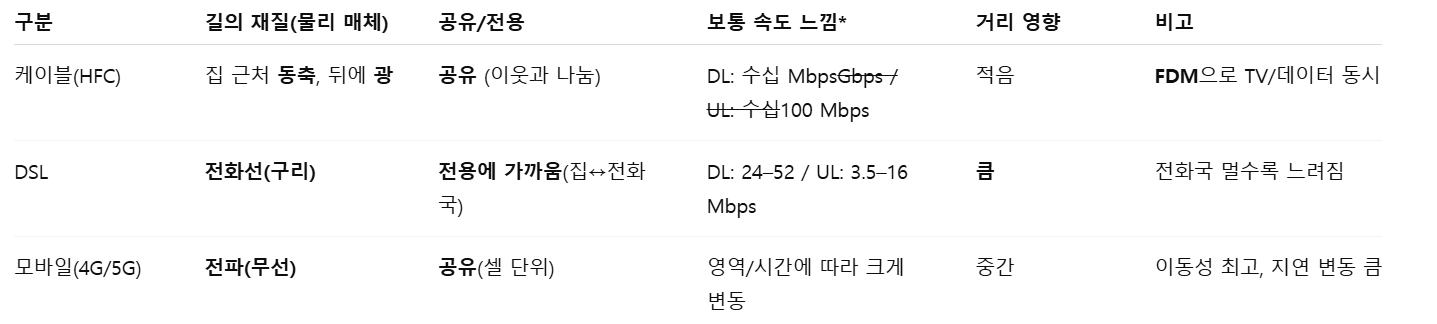 구분 길의 재질(물리 매체) 공유/전용 보통 속도 느낌* 거리 영향 비고
케이블(HFC) 집 근처 동축, 뒤에 광 공유 (이웃과 나눔) DL: 수십 MbpsGbps / 적음 FDM으로 TV/데이터 동시
UL: 수십100 Mbps
DSL 전화선(구리) 전용에 가까움(집↔전화 DL: 24–52 / UL: 3.5–16 큼 전화국 멀수록 느려짐
국) Mbps
모바일(4G/5G) 전파(무선) 공유(셀 단위) 영역/시간에 따라 크게 중간 이동성 최고, 지연 변동 큼
변동